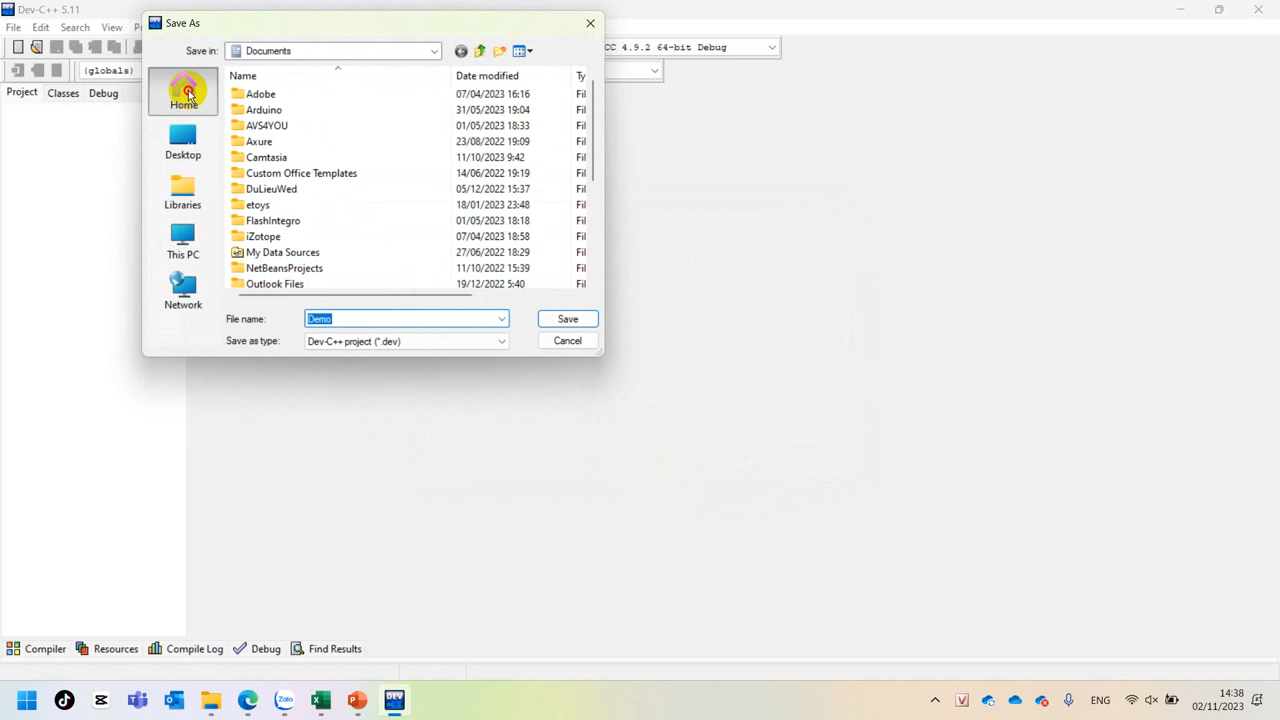 Dev-C++ 5.11
File Edit Search View
Save As
Save in: Documents
CC 4.9.2 64-bit Debug
(globals)
Project Classes Debug
Home
Desktop
Libraries
This PC
Network
Name Date modified
Adobe 07/04/2023 16:16
Arduino 31/05/2023 19:04
AVS4YOU 01/05/2023 18:33
Axure 23/08/2022 19:09
Camtasia 11/10/2023 9:42
Custom Office Templates 14/06/2022 19:19
DuLieuWed 05/12/2022 15:37
etoys 18/01/2023 23:48
FlashIntegro 01/05/2023 18:18
iZotope 07/04/2023 18:58
My Data Sources 27/06/2022 18:29
NetBeansProjects 11/10/2022 15:39
Outlook Files 19/12/2022 5:40
File name: Demo Save
Save as type: Dev-C++ project (*.dev) Cancel
Compiler Resources Compile Log Debug Find Results
Zalo DEV ENG 14:38
02/11/2023